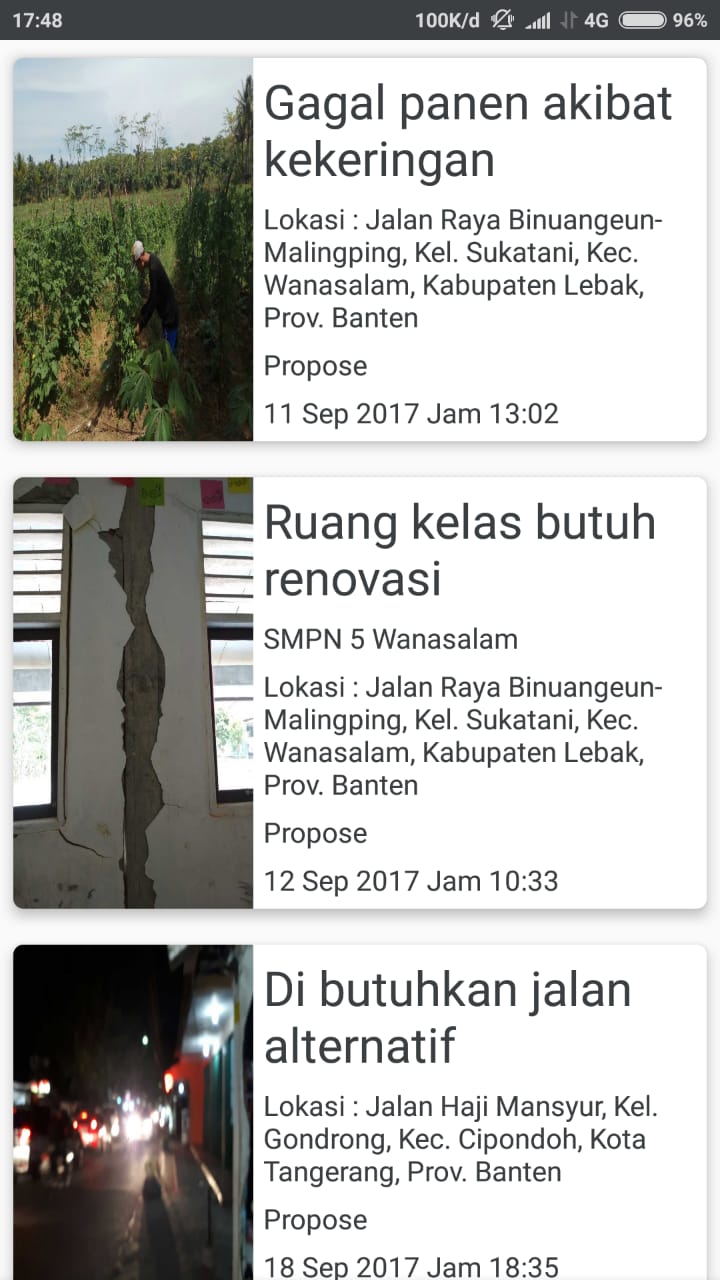 17:48
100K/d 4G 96%
Gagal panen akibat
kekeringan
Lokasi : Jalan Raya Binuangeun-
Malingping, Kel. Sukatani, Kec.
Wanasalam, Kabupaten Lebak,
Prov. Banten
Propose
11 Sep 2017 Jam 13:02
Ruang kelas butuh
renovasi
SMPN 5 Wanasalam
Lokasi : Jalan Raya Binuangeun-
Malingping, Kel. Sukatani, Kec.
Wanasalam, Kabupaten Lebak,
Prov. Banten
Propose
12 Sep 2017 Jam 10:33
Di butuhkan jalan
alternatif
Lokasi : Jalan Haji Mansyur, Kel.
Gondrong, Kec. Cipondoh, Kota
Tangerang, Prov. Banten
Propose
18 Sep 2017 Jam 18:35